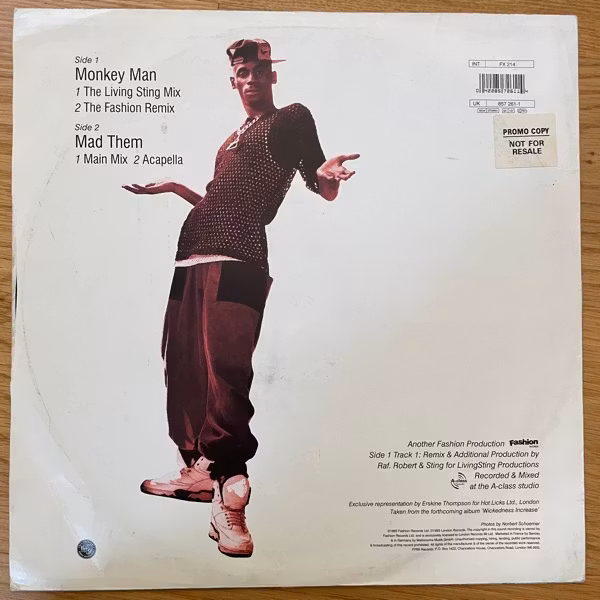 Side 1
Monkey Man
1 The Living Sting Mix
2 The Fashion Remix
Side 2
Mad Them
1 Main Mix 2 Acapella
INT FX 214
UK 857 261-1
PROMO COPY
NOT FOR
RESALE
Another Fashion Production Fashion
Side 1 Track 1: Remix & Additional Production by
Raf. Robert & Sting for LivingSting Productions
Recorded & Mixed
A-class
at the A-class studio
Exclusive representation by Erskine Thompson for Hot Licks Ltd., London
Taken from the forthcoming album 'Wickedness Increase'
Photos by Norbert Schoerner